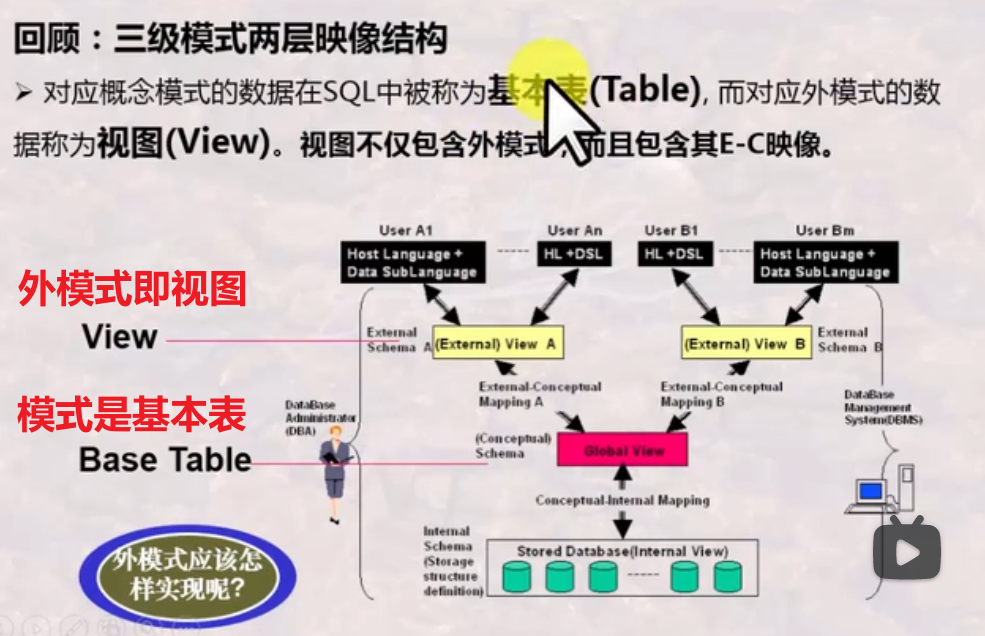 回顾：三级模式两层映像结构
➢ 对应概念模式的数据在SQL中被称为基本表(Table), 而对应外模式的数
据称为视图(View)。视图不仅包含外模式，而且包含其E-C映像。
User A1
User An
User B1
User Bm
Host Language +
Data SubLanguage
HL +DSL
HL +DSL
Host Language +
Data SubLanguage
外模式即视图
View
External
Schema A
(External) View A
(External) View B
External
Schema B
External-Conceptual
Mapping A
External-Conceptual
Mapping B
模式是基本表
Base Table
DataBase
Administrator
(DBA)
DataBase
Management
System(DBMS)
(Conceptual)
Schema
Global View
Conceptual-Internal Mapping
Internal
Schema
(Storage
structure
definition)
Stored Database(Internal View)
外模式应该怎
样实现呢?